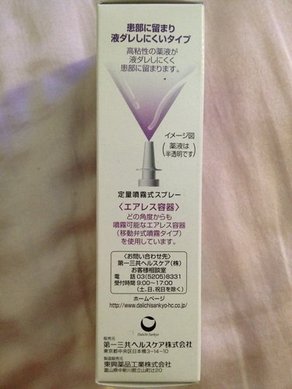 患部に留まり
液ダレしにくいタイプ
高粘性の薬液が
液ダレしにくく
患部に留まります。
イメージ図
(薬液は
半透明です)
定量噴霧式スプレー
〈エアレス容器〉
どの角度からも
噴霧可能なエアレス容器
(移動弁式噴霧タイプ)
を使用しています。
〈お問い合わせ先〉
第一三共ヘルスケア(株)
お客様相談室
電話 03(5205)8331
受付時間 9:00〜17:00
(土、日、祝日を除く)
ホームページ
http://www.daiichisankyo-hc.co.jp/
Daiichi-Sankyo
発売元
第一三共ヘルスケア株式会社
東京都中央区日本橋3-14-10
製造販売元
東興薬品工業株式会社